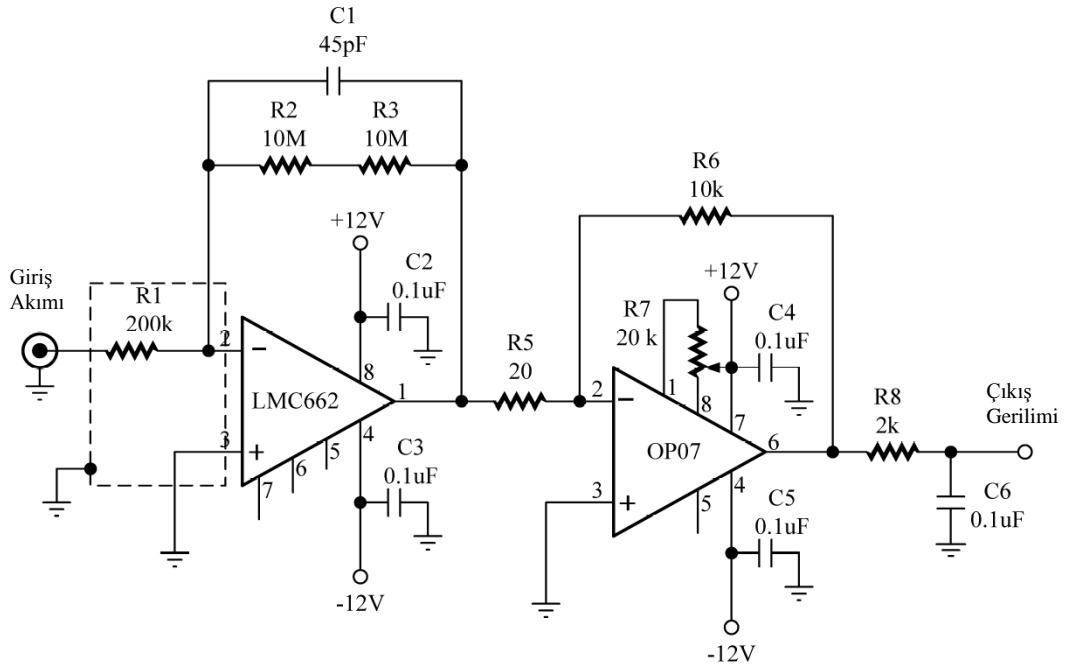 C1
45pF
R2
10M
R3
10M
R6
10k
+12V
C2
0.1uF
Giriş
Akımı
R1
200k
2
−
8
LMC662
1
3
+
4
5
6
7
C3
0.1uF
-12V
R5
20
+12V
R7
20 k
C4
0.1uF
2
−
1
8
7
OP07
6
3
+
4
5
C5
0.1uF
-12V
R8
2k
Çıkış
Gerilimi
C6
0.1uF